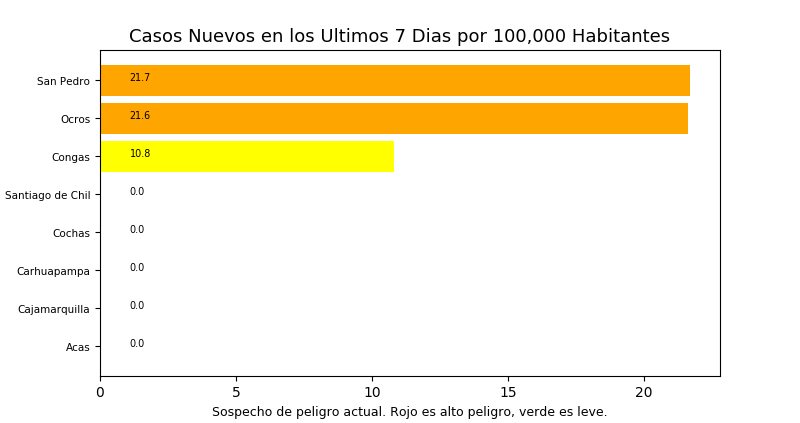 Casos Nuevos en los Ultimos 7 Dias por 100,000 Habitantes
San Pedro 21.7
Ocros 21.6
Congas 10.8
Santiago de Chil 0.0
Cochas 0.0
Carhuapampa 0.0
Cajamarquilla 0.0
Acas 0.0
0 5 10 15 20
Sospecho de peligro actual. Rojo es alto peligro, verde es leve.